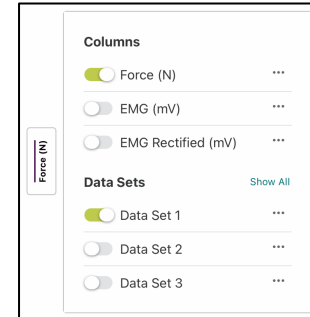 Columns
Force (N)
EMG (mV)
EMG Rectified (mV)
Force (N)
Data Sets Show All
Data Set 1
Data Set 2
Data Set 3